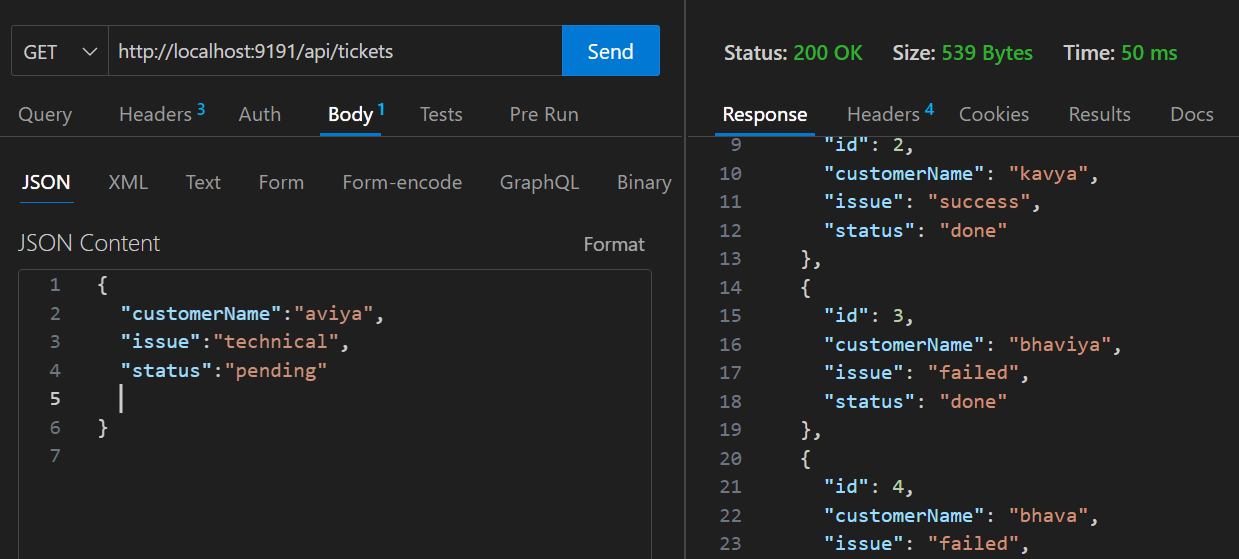 GET http://localhost:9191/api/tickets Send
Query Headers 3 Auth Body 1 Tests Pre Run
JSON XML Text Form Form-encode GraphQL Binary
JSON Content Format
1 {
2 "customerName":"aviya",
3 "issue":"technical",
4 "status":"pending"
5
6 }
7
Status: 200 OK Size: 539 Bytes Time: 50 ms
Response Headers 4 Cookies Results Docs
9 "id": 2,
10 "customerName": "kavya",
11 "issue": "success",
12 "status": "done"
13 },
14 {
15 "id": 3,
16 "customerName": "bhaviya",
17 "issue": "failed",
18 "status": "done"
19 },
20 {
21 "id": 4,
22 "customerName": "bhava",
23 "issue": "failed",